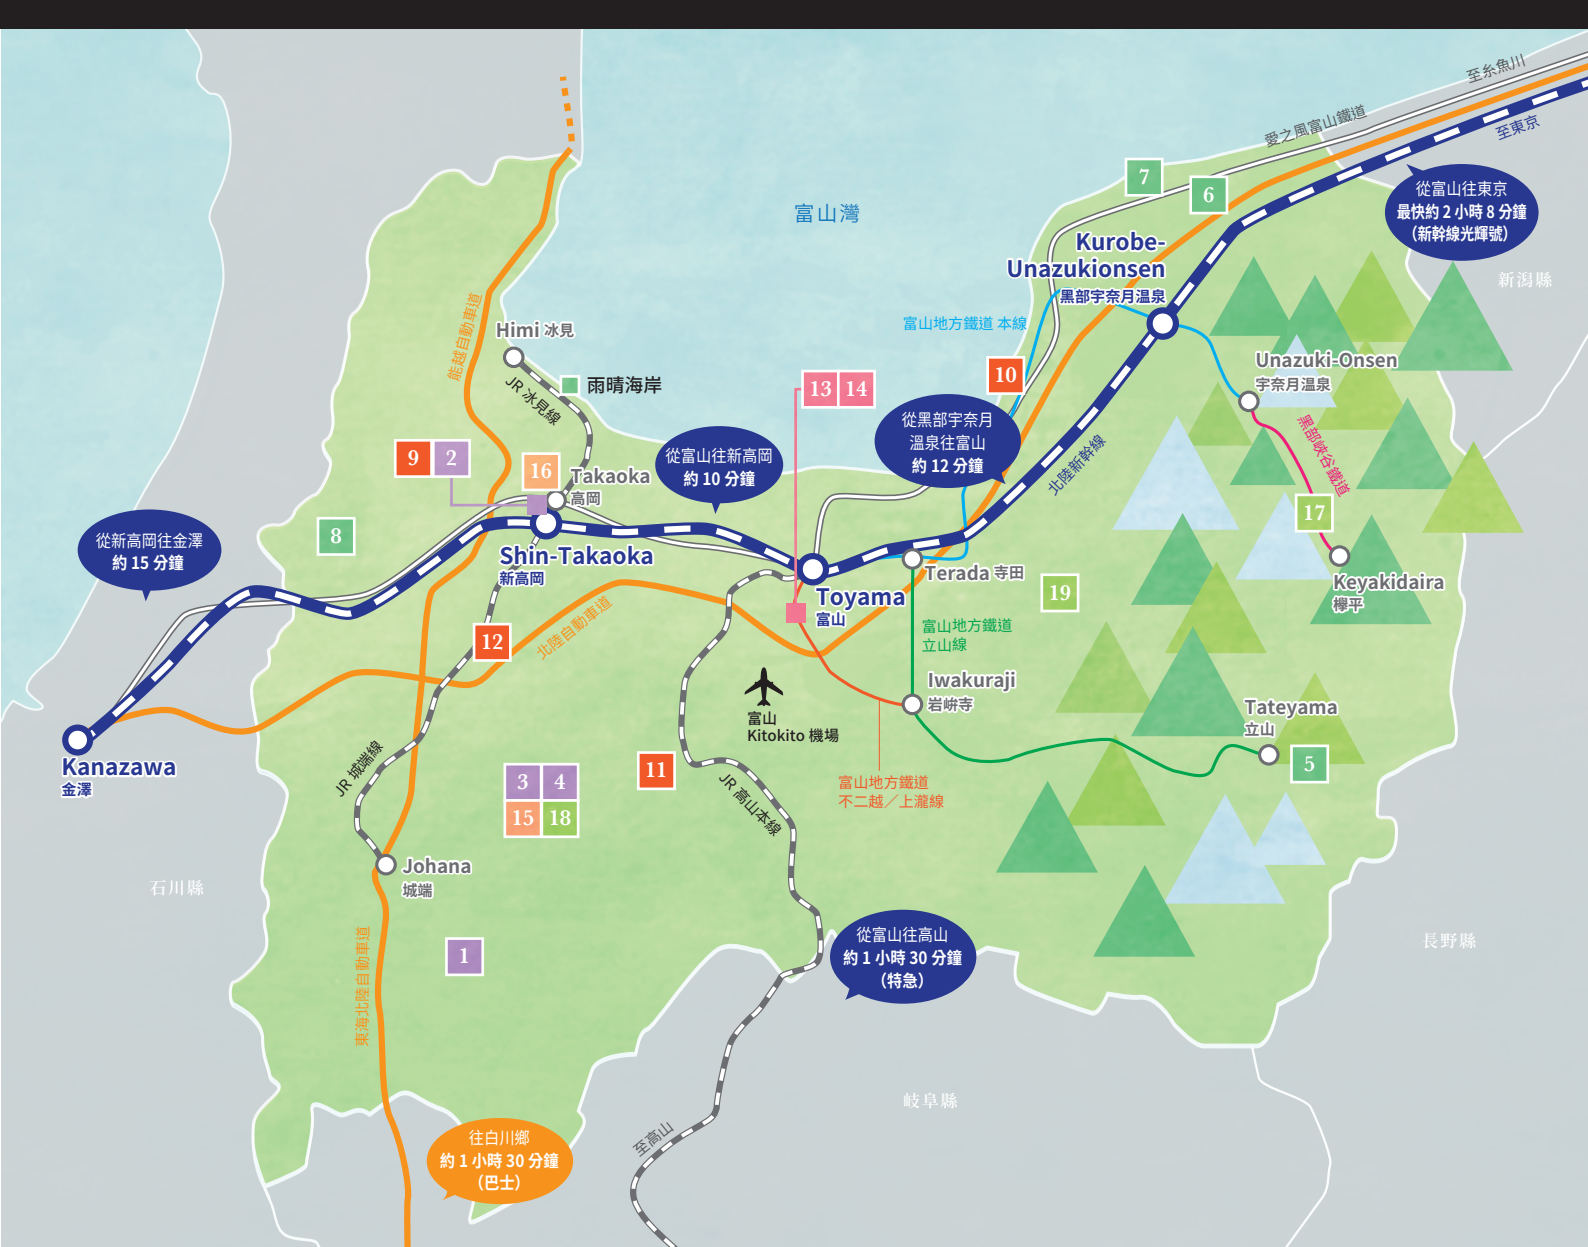 至糸魚川
愛之風富山鐵道
至東京
7
6
從富山往東京
最快約 2 小時 8 分鐘
（新幹線光輝號）
富山灣
Kurobe-
Unazukionsen
黑部宇奈月温泉
新潟縣
能越自動車道
Himi 冰見
富山地方鐵道 本線
JR 冰見線
雨晴海岸
13
14
10
Unazuki-Onsen
宇奈月温泉
黑部峽谷鐵道
從黑部宇奈月
溫泉往富山
約 12 分鐘
從富山往新高岡
約 10 分鐘
9
2
16
Takaoka
高岡
北陸新幹線
17
8
從新高岡往金澤
約 15 分鐘
Shin-Takaoka
新高岡
Terada 寺田
Keyakidaira
欅平
19
Toyama
富山
富山地方鐵道
立山線
12
北陸自動車道
Iwakuraji
岩峅寺
Tateyama
立山
富山
Kitokito 機場
5
Kanazawa
金澤
JR 城端線
11
JR 高山本線
富山地方鐵道
不二越／上瀧線
3
4
15
18
Johana
城端
石川縣
長野縣
東海北陸自動車道
1
從富山往高山
約 1 小時 30 分鐘
（特急）
岐阜縣
至高山
往白川鄉
約 1 小時 30 分鐘
（巴士）